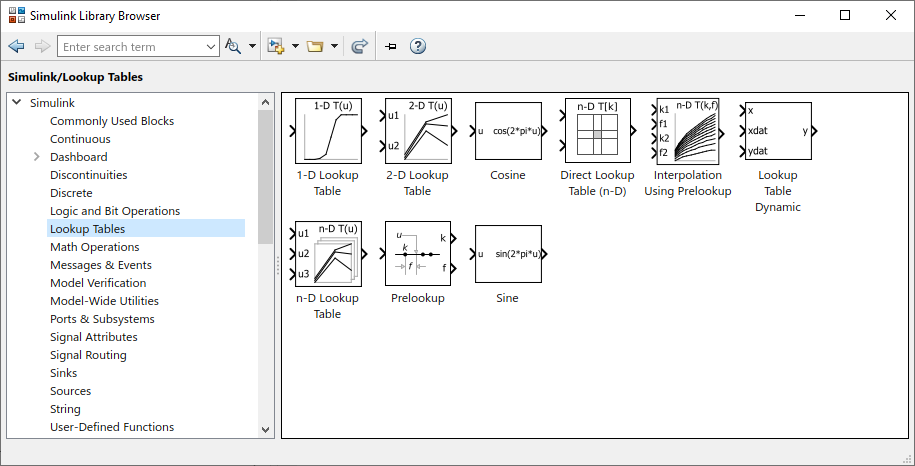 Simulink Library Browser
Enter search term
Simulink/Lookup Tables
Simulink
Commonly Used Blocks
Continuous
Dashboard
Discontinuities
Discrete
Logic and Bit Operations
Lookup Tables
Math Operations
Messages & Events
Model Verification
Model-Wide Utilities
Ports & Subsystems
Signal Attributes
Signal Routing
Sinks
Sources
String
User-Defined Functions
1-D T(u)
1-D Lookup
Table
2-D T(u)
u1
u2
2-D Lookup
Table
u cos(2*pi*u)
Cosine
n-D T[k]
Direct Lookup
Table (n-D)
n-D T(k,f)
k1
f1
k2
f2
Interpolation
Using Prelookup
x
xdat y
ydat
Lookup
Table
Dynamic
n-D T(u)
u1
u2
u3
n-D Lookup
Table
u
k
k
f
f
Prelookup
u sin(2*pi*u)
Sine